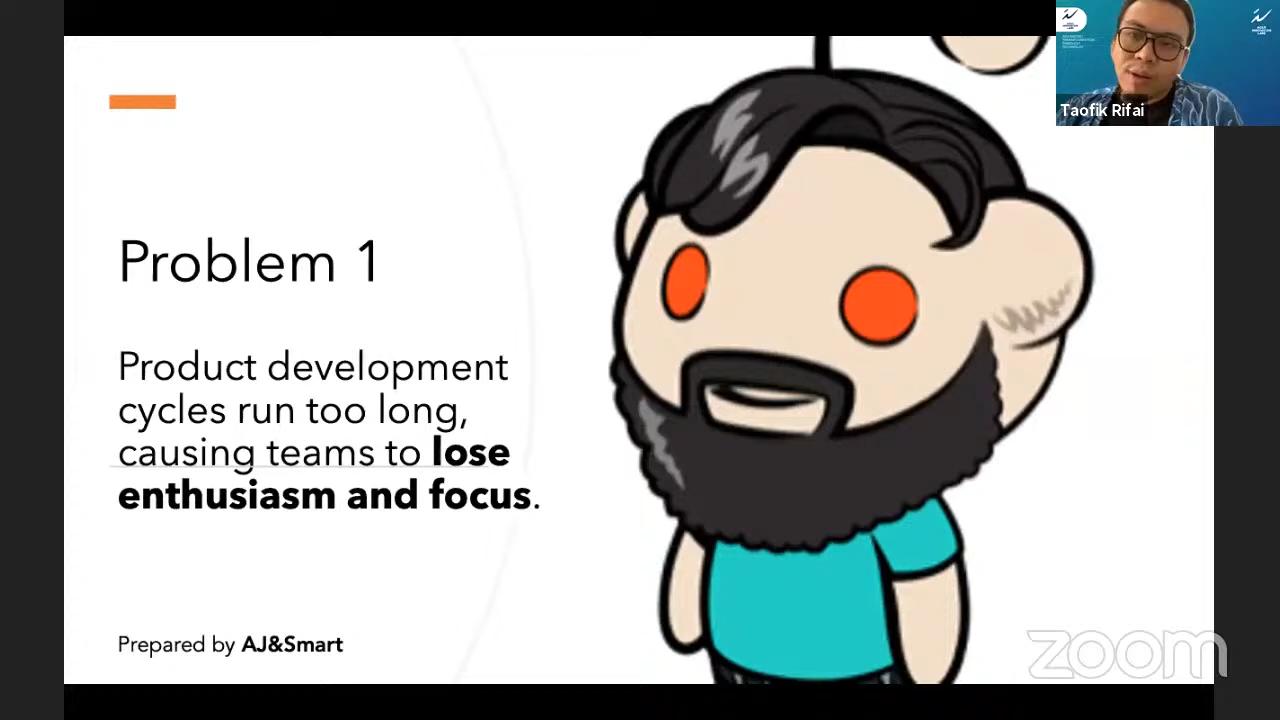 Problem 1
Product development
cycles run too long,
causing teams to lose
enthusiasm and focus.
Prepared by AJ&Smart
Taofik Rifai
zoom